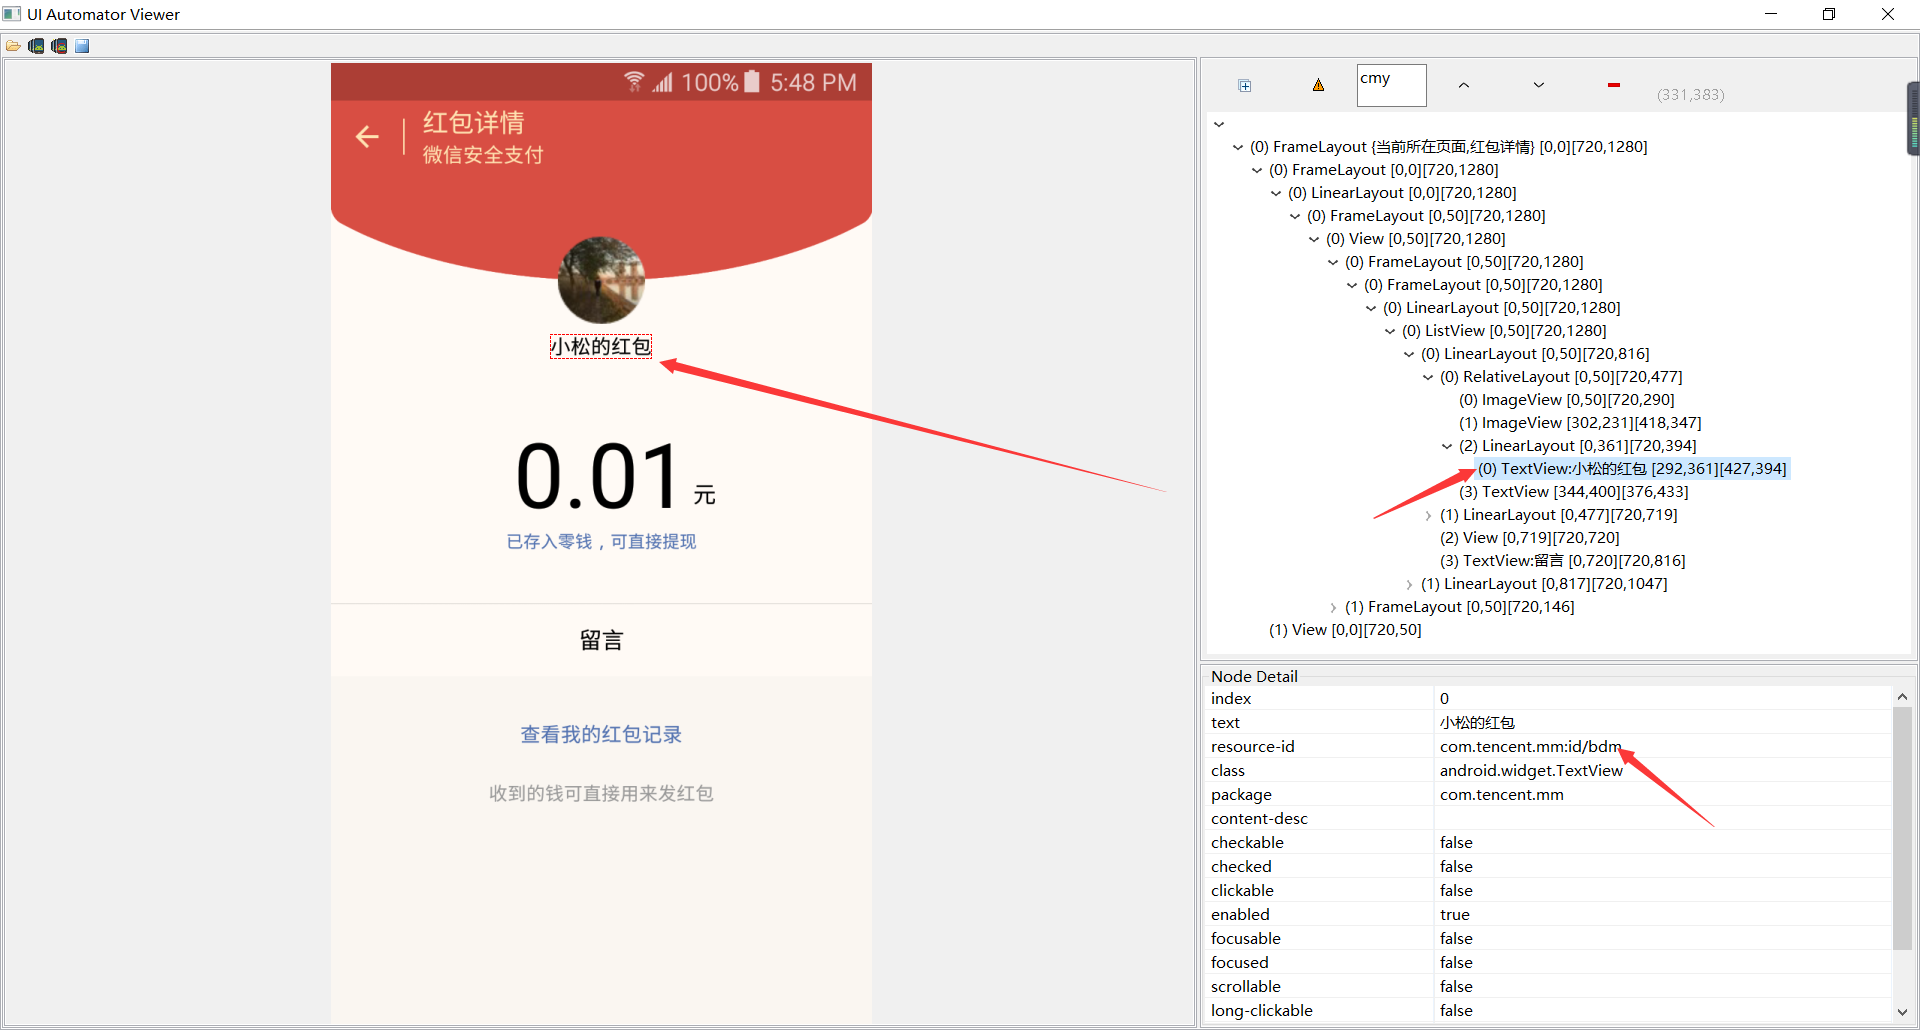 UI Automator Viewer
100% 5:48 PM
红包详情
微信安全支付
小松的红包
0.01 元
已存入零钱，可直接提现
留言
查看我的红包记录
收到的钱可直接用来发红包
cmy
(331,383)
(0) FrameLayout {当前所在页面,红包详情} [0,0][720,1280]
(0) FrameLayout [0,0][720,1280]
(0) LinearLayout [0,0][720,1280]
(0) FrameLayout [0,50][720,1280]
(0) View [0,50][720,1280]
(0) FrameLayout [0,50][720,1280]
(0) FrameLayout [0,50][720,1280]
(0) LinearLayout [0,50][720,1280]
(0) ListView [0,50][720,1280]
(0) LinearLayout [0,50][720,816]
(0) RelativeLayout [0,50][720,477]
(0) ImageView [0,50][720,290]
(1) ImageView [302,231][418,347]
(2) LinearLayout [0,361][720,394]
(0) TextView:小松的红包 [292,361][427,394]
(3) TextView [344,400][376,433]
(1) LinearLayout [0,477][720,719]
(2) View [0,719][720,720]
(3) TextView:留言 [0,720][720,816]
(1) LinearLayout [0,817][720,1047]
(1) FrameLayout [0,50][720,146]
(1) View [0,0][720,50]
Node Detail
index 0
text 小松的红包
resource-id com.tencent.mm:id/bdm
class android.widget.TextView
package com.tencent.mm
content-desc
checkable false
checked false
clickable false
enabled true
focusable false
focused false
scrollable false
long-clickable false